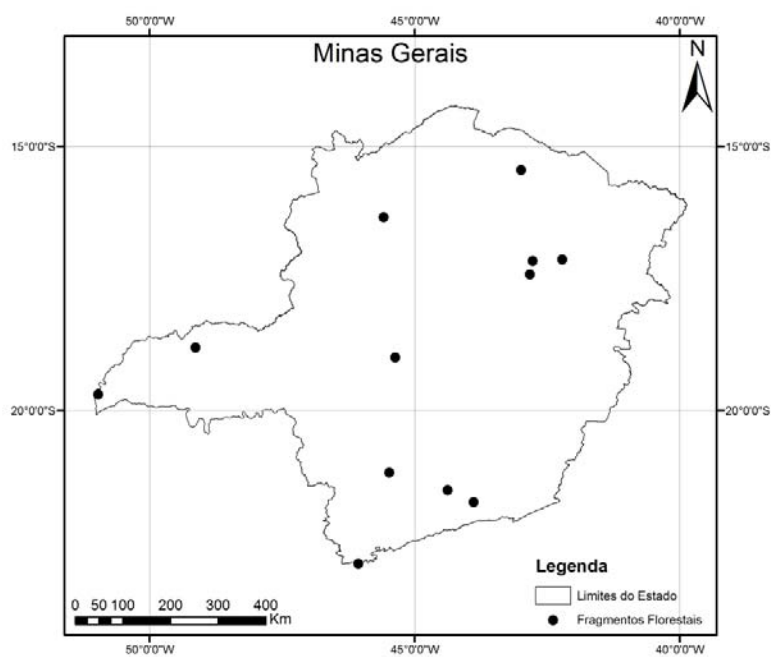 50°0'0"W 45°0'0"W 40°0'0"W
Minas Gerais
N
15°0'0"S 15°0'0"S
20°0'0"S 20°0'0"S
Legenda
Limites do Estado
Fragmentos Florestais
0 50 100 200 300 400
Km
50°0'0"W 45°0'0"W 40°0'0"W